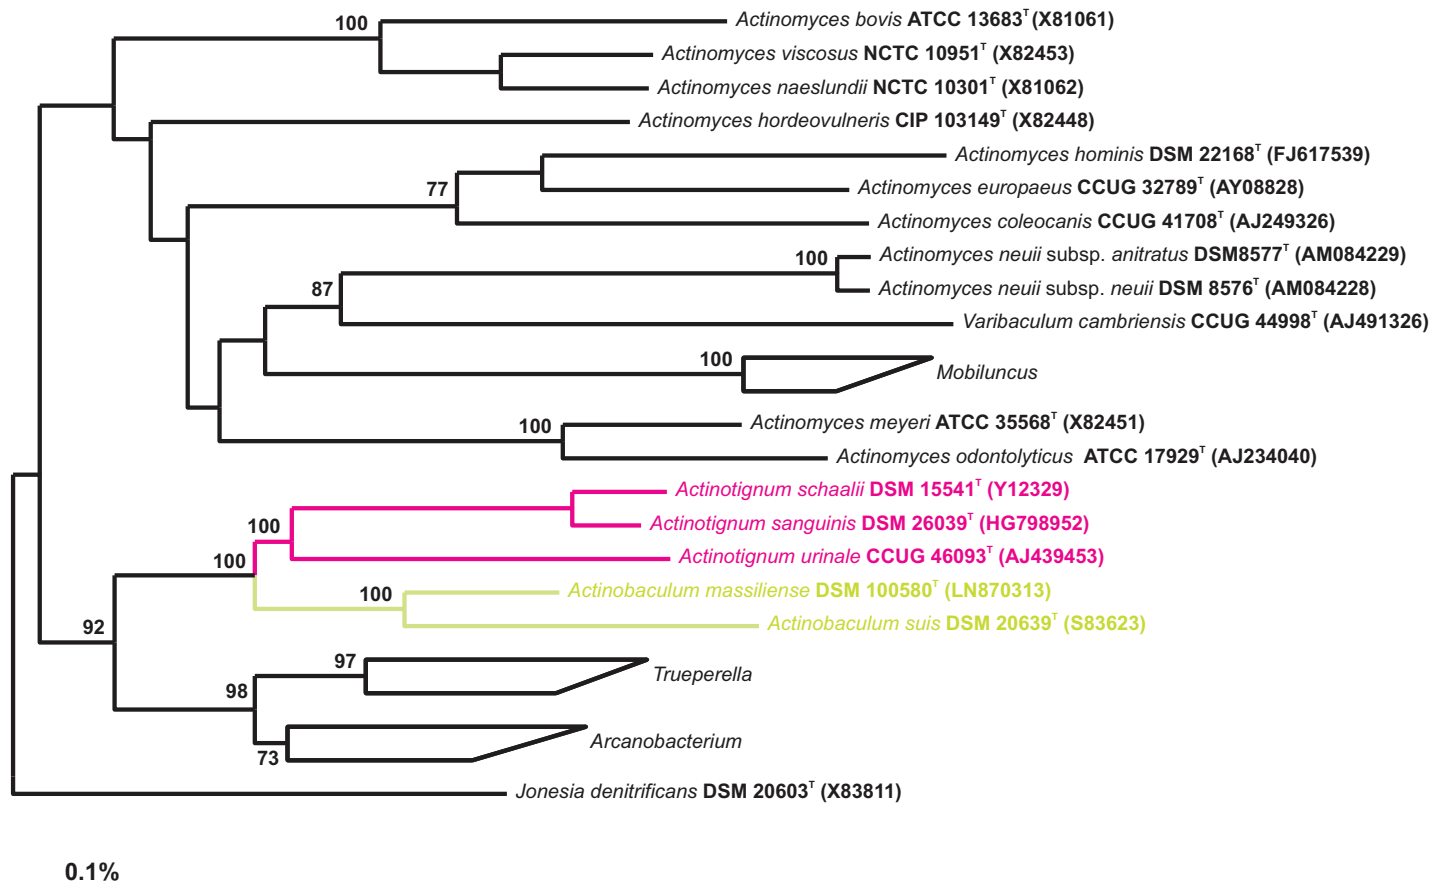 100
Actinomyces bovis ATCC 13683ᵀ (X81061)
Actinomyces viscosus NCTC 10951ᵀ (X82453)
Actinomyces naeslundii NCTC 10301ᵀ (X81062)
Actinomyces hordeovulneris CIP 103149ᵀ (X82448)
Actinomyces hominis DSM 22168ᵀ (FJ617539)
77
Actinomyces europaeus CCUG 32789ᵀ (AY08828)
Actinomyces coleocanis CCUG 41708ᵀ (AJ249326)
100
Actinomyces neuii subsp. anitratus DSM8577ᵀ (AM084229)
87
Actinomyces neuii subsp. neuii DSM 8576ᵀ (AM084228)
Varibaculum cambriensis CCUG 44998ᵀ (AJ491326)
100
Mobiluncus
100
Actinomyces meyeri ATCC 35568ᵀ (X82451)
Actinomyces odontolyticus ATCC 17929ᵀ (AJ234040)
Actinotignum schaalii DSM 15541ᵀ (Y12329)
100
Actinotignum sanguinis DSM 26039ᵀ (HG798952)
100
Actinotignum urinale CCUG 46093ᵀ (AJ439453)
100
Actinobaculum massiliense DSM 100580ᵀ (LN870313)
92
Actinobaculum suis DSM 20639ᵀ (S83623)
97
Trueperella
98
Arcanobacterium
73
Jonesia denitrificans DSM 20603ᵀ (X83811)
0.1%